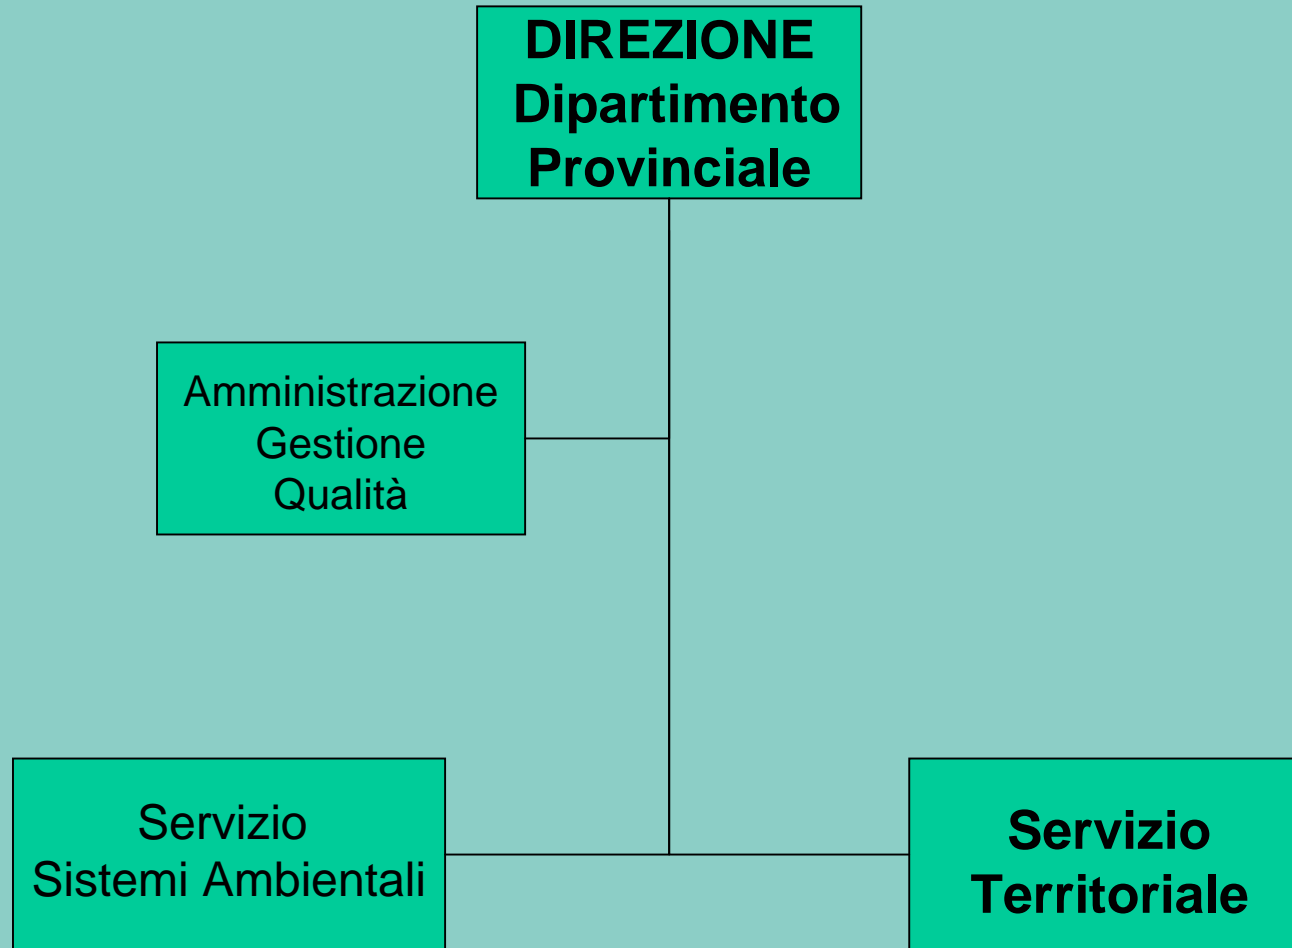 DIREZIONE
Dipartimento
Provinciale
Amministrazione
Gestione
Qualità
Servizio
Sistemi Ambientali
Servizio
Territoriale